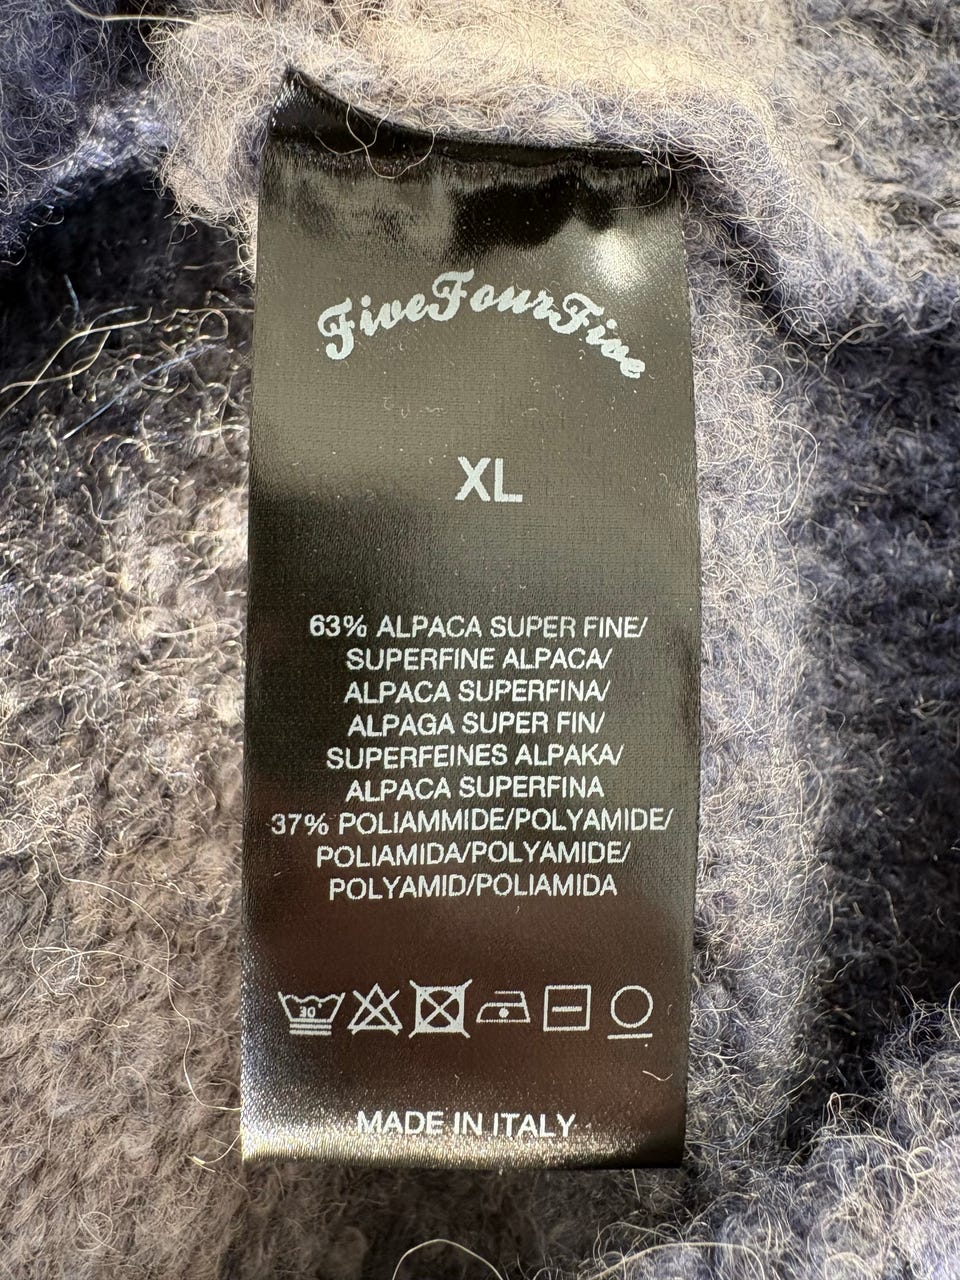 FiveFourFive
XL
63% ALPACA SUPER FINE/
SUPERFINE ALPACA/
ALPACA SUPERFINA/
ALPAGA SUPER FIN/
SUPERFEINES ALPAKA/
ALPACA SUPERFINA
37% POLIAMMIDE/POLYAMIDE/
POLIAMIDA/POLYAMIDE/
POLYAMID/POLIAMIDA
30°
MADE IN ITALY